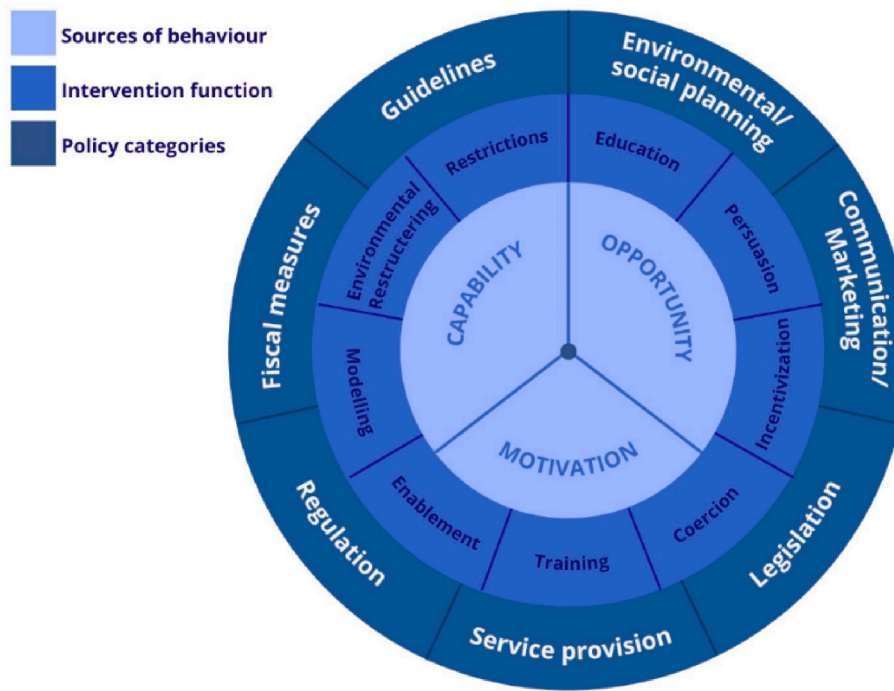 Sources of behaviour
Intervention function
Policy categories
Guidelines
Environmental/
social planning
Communication/
Marketing
Legislation
Service provision
Regulation
Fiscal measures
Restrictions
Education
Persuasion
Incentivization
Coercion
Training
Enablement
Modelling
Environmental
Restructering
CAPABILITY
OPPORTUNITY
MOTIVATION